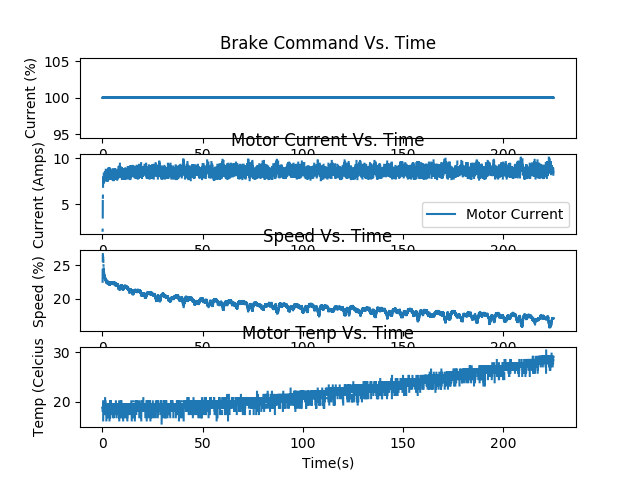 Brake Command Vs. Time
Current (%)
105
100
95
0 50 100 150 200
Motor Current Vs. Time
Current (Amps)
10
5
Motor Current
0 50 100 150 200
Speed Vs. Time
Speed (%)
25
20
0 50 100 150 200
Motor Tenp Vs. Time
Temp (Celcius
30
20
0 50 100 150 200
Time(s)